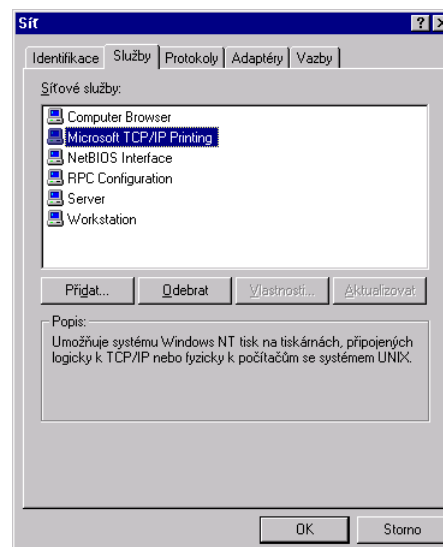 Síť
Identifikace Služby Protokoly Adaptéry Vazby
Síťové služby:
Computer Browser
Microsoft TCP/IP Printing
NetBIOS Interface
RPC Configuration
Server
Workstation
Přidat... Odebrat Vlastnosti... Aktualizovat
Popis:
Umožňuje systému Windows NT tisk na tiskárnách, připojených
logicky k TCP/IP nebo fyzicky k počítačům se systémem UNIX.
OK Storno